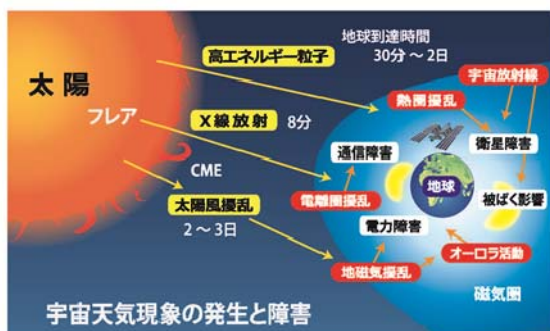 地球到達時間
高エネルギー粒子
30分～2日
宇宙放射線
太陽
熱圏擾乱
フレア
X線放射
8分
衛星障害
通信障害
CME
地球
電離圏擾乱
被ばく影響
太陽風擾乱
電力障害
2～3日
オーロラ活動
地磁気擾乱
磁気圏
宇宙天気現象の発生と障害